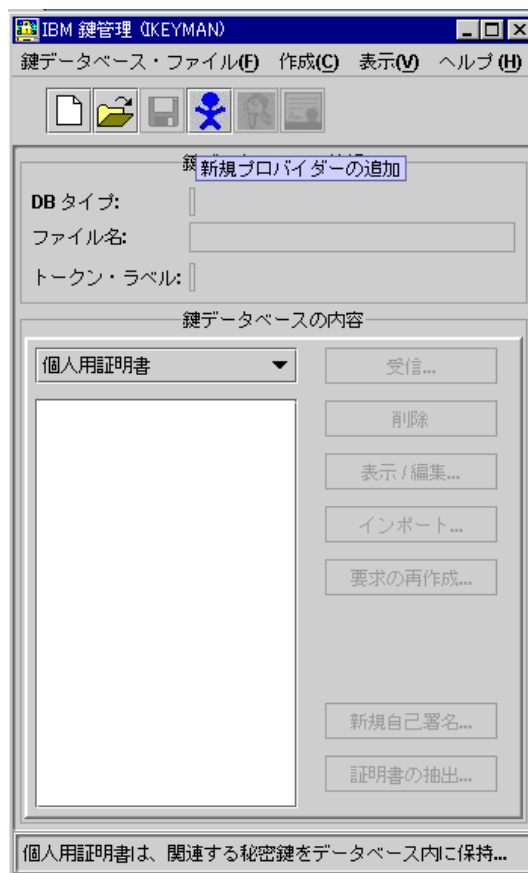 IBM 鍵管理 (IKEYMAN)
鍵データベース・ファイル(F) 作成(C) 表示(V) ヘルプ(H)
新規プロバイダーの追加
DB タイプ:
ファイル名:
トークン・ラベル:
鍵データベースの内容
個人用証明書
受信...
削除
表示 / 編集...
インポート...
要求の再作成...
新規自己署名...
証明書の抽出...
個人用証明書は、関連する秘密鍵をデータベース内に保持...